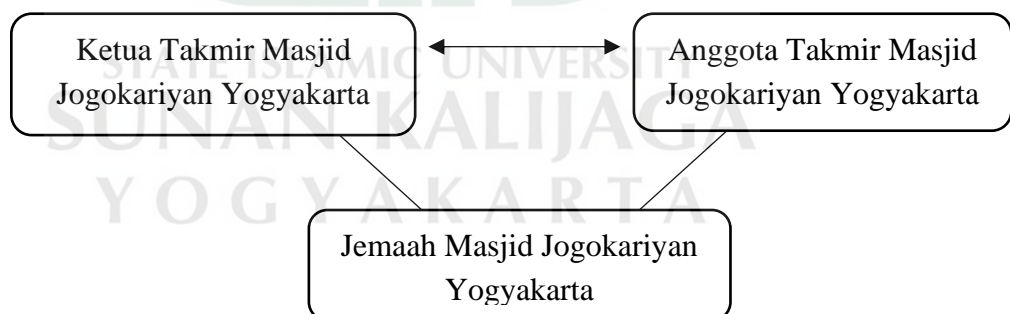 Ketua Takmir Masjid
Jogokariyan Yogyakarta
Anggota Takmir Masjid
Jogokariyan Yogyakarta
STATE ISLAMIC UNIVERSITY
SUNAN KALIJAGA
YOGYAKARTA
Jemaah Masjid Jogokariyan
Yogyakarta